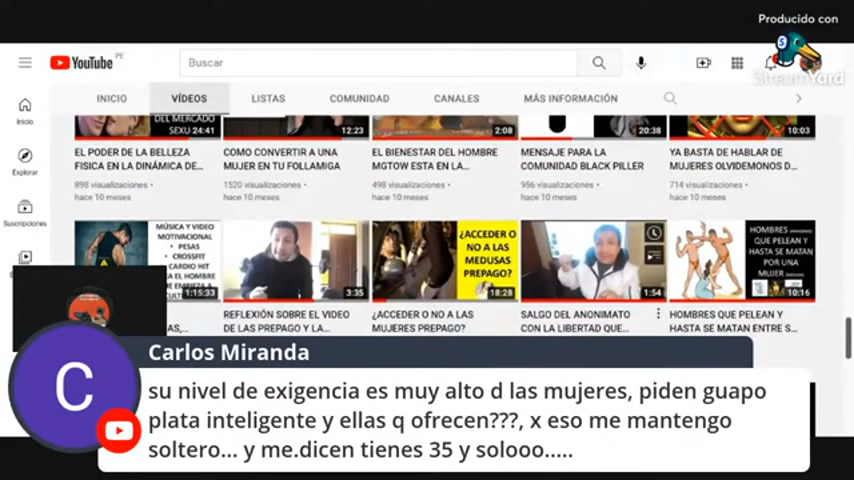 Producido con
StreamYard
YouTube PE
Buscar
INICIO
VÍDEOS
LISTAS
COMUNIDAD
CANALES
MÁS INFORMACIÓN
Inicio
Explorar
Suscripciones
DEL MERCADO
SEXU 24:41
12:23
2:08
20:38
10:03
EL PODER DE LA BELLEZA
FISICA EN LA DINÁMICA DE...
898 visualizaciones •
hace 10 meses
COMO CONVERTIR A UNA
MUJER EN TU FOLLAMIGA
1520 visualizaciones •
hace 10 meses
EL BIENESTAR DEL HOMBRE
MGTOW ESTA EN LA...
498 visualizaciones •
hace 10 meses
MENSAJE PARA LA
COMUNIDAD BLACK PILLER
956 visualizaciones •
hace 10 meses
YA BASTA DE HABLAR DE
MUJERES OLVIDEMONOS D...
714 visualizaciones •
hace 10 meses
MÚSICA Y VIDEO
MOTIVACIONAL
• PESAS
• CROSSFIT
CARDIO HIT
1:15:33
3:35
REFLEXIÓN SOBRE EL VIDEO
DE LAS PREPAGO Y LA...
¿ACCEDER O
NO A LAS
MEDUSAS
PREPAGO?
18:28
¿ACCEDER O NO A LAS
MUJERES PREPAGO?
1:54
SALGO DEL ANONIMATO
CON LA LIBERTAD QUE...
HOMBRES
QUE PELEAN Y
HASTA SE MATAN
POR UNA
MUJER
10:16
HOMBRES QUE PELEAN Y
HASTA SE MATAN ENTRE S...
C
Carlos Miranda
su nivel de exigencia es muy alto d las mujeres, piden guapo
plata inteligente y ellas q ofrecen???, x eso me mantengo
soltero... y me.dicen tienes 35 y solooo.....